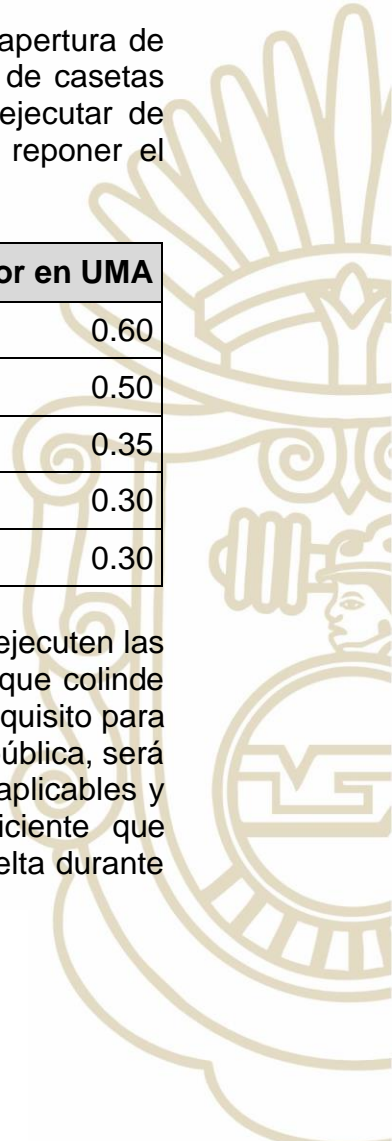 apertura de
de casetas
ejecutar de
reponer el
or en UMA
0.60
0.50
0.35
0.30
0.30
ejecuten las
que colinde
quisito para
ública, será
aplicables y
iciente que
elta durante